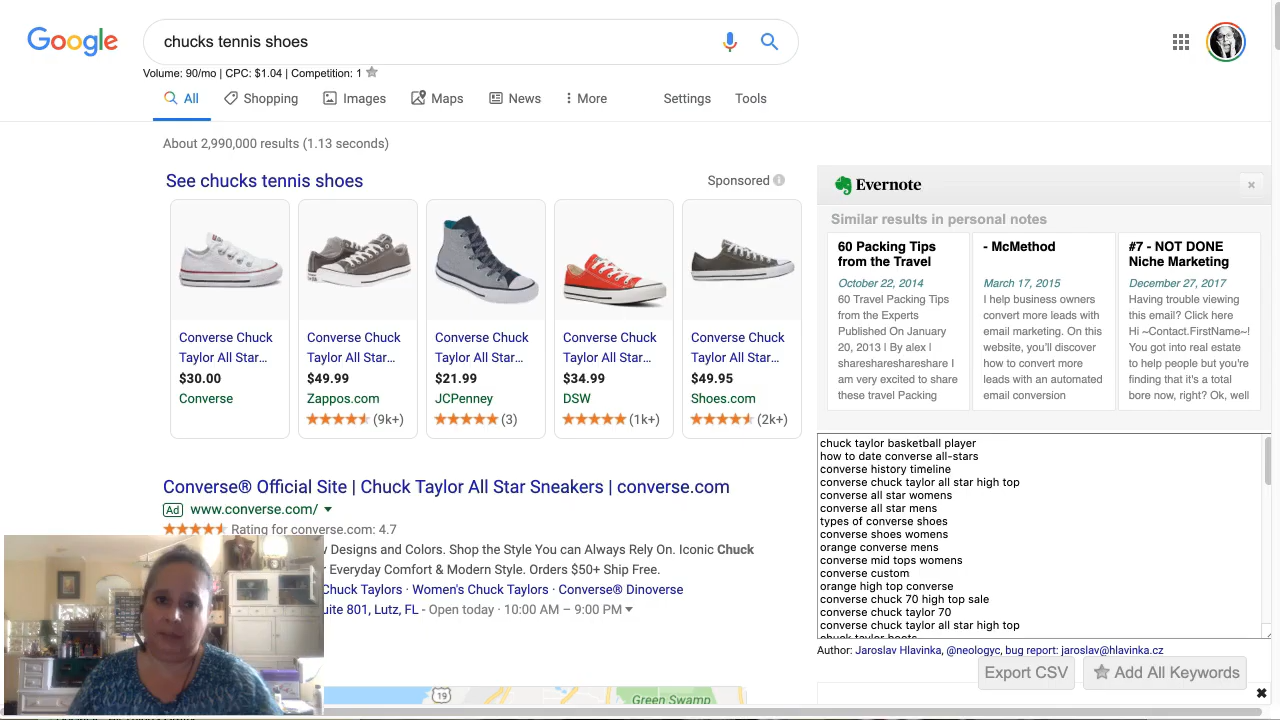 Google
chucks tennis shoes
Volume: 90/mo | CPC: $1.04 | Competition: 1
All
Shopping
Images
Maps
News
More
Settings
Tools
About 2,990,000 results (1.13 seconds)
See chucks tennis shoes
Sponsored
Converse Chuck
Taylor All Star...
$30.00
Converse
Converse Chuck
Taylor All Star...
$49.99
Zappos.com
(9k+)
Converse Chuck
Taylor All Star...
$21.99
JCPenney
(3)
Converse Chuck
Taylor All Star...
$34.99
DSW
(1k+)
Converse Chuck
Taylor All Star...
$49.95
Shoes.com
(2k+)
Converse® Official Site | Chuck Taylor All Star Sneakers | converse.com
Ad www.converse.com/
Rating for converse.com: 4.7
Designs and Colors. Shop the Style You can Always Rely On. Iconic Chuck
Everyday Comfort & Modern Style. Orders $50+ Ship Free.
Chuck Taylors · Women's Chuck Taylors · Converse® Dinoverse
uite 801, Lutz, FL - Open today · 10:00 AM – 9:00 PM
19
Green Swamp
Evernote
×
Similar results in personal notes
60 Packing Tips
from the Travel
October 22, 2014
60 Travel Packing Tips
from the Experts
Published On January
20, 2013 | By alex |
shareshareshareshare I
am very excited to share
these travel Packing
- McMethod
March 17, 2015
I help business owners
convert more leads with
email marketing. On this
website, you'll discover
how to convert more
leads with an automated
email conversion
#7 - NOT DONE
Niche Marketing
December 27, 2017
Having trouble viewing
this email? Click here
Hi ~Contact.FirstName~!
You got into real estate
to help people but you're
finding that it's a total
bore now, right? Ok, well
chuck taylor basketball player
how to date converse all-stars
converse history timeline
converse chuck taylor all star high top
converse all star womens
converse all star mens
types of converse shoes
converse shoes womens
orange converse mens
converse mid tops womens
converse custom
orange high top converse
converse chuck 70 high top sale
converse chuck taylor 70
converse chuck taylor all star high top
chuck taylor boots
Author: Jaroslav Hlavinka, @neologyc, bug report: jaroslav@hlavinka.cz
Export CSV
Add All Keywords